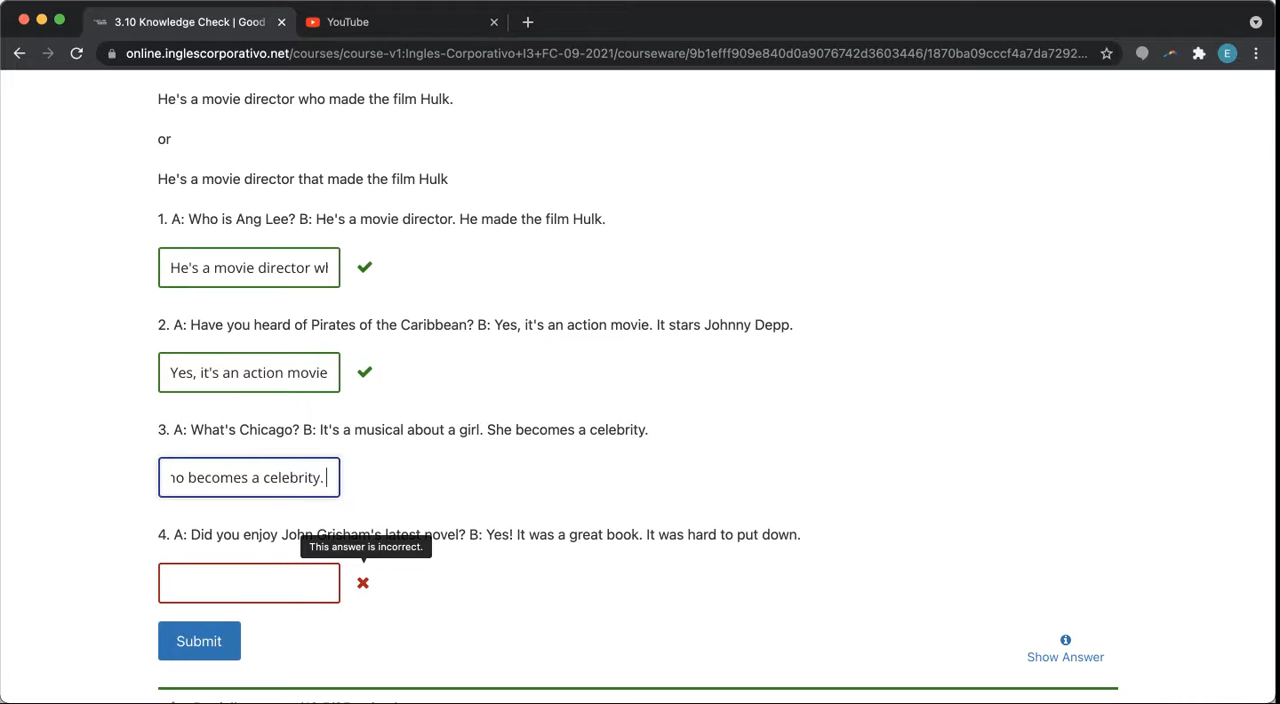 3.10 Knowledge Check | Good
YouTube
online.inglescorporativo.net/courses/course-v1:Ingles-Corporativo+I3+FC-09-2021/courseware/9b1efff909e840d0a9076742d3603446/1870ba09cccf4a7da7292...
E
He's a movie director who made the film Hulk.
or
He's a movie director that made the film Hulk
1. A: Who is Ang Lee? B: He's a movie director. He made the film Hulk.
He's a movie director wh
2. A: Have you heard of Pirates of the Caribbean? B: Yes, it's an action movie. It stars Johnny Depp.
Yes, it's an action movie
3. A: What's Chicago? B: It's a musical about a girl. She becomes a celebrity.
ho becomes a celebrity.
4. A: Did you enjoy John Grisham's latest novel? B: Yes! It was a great book. It was hard to put down.
This answer is incorrect.
Submit
Show Answer